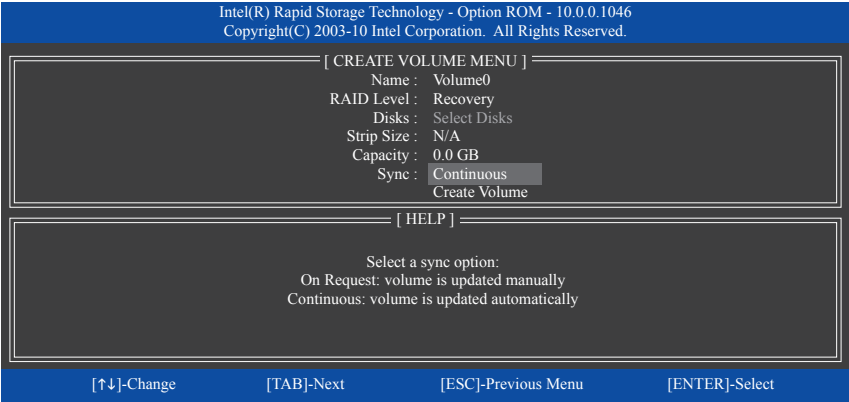 Intel(R) Rapid Storage Technology - Option ROM - 10.0.0.1046
Copyright(C) 2003-10 Intel Corporation. All Rights Reserved.
[ CREATE VOLUME MENU ]
Name : Volume0
RAID Level : Recovery
Disks : Select Disks
Strip Size : N/A
Capacity : 0.0 GB
Sync : Continuous
Create Volume
[ HELP ]
Select a sync option:
On Request: volume is updated manually
Continuous: volume is updated automatically
[↑↓]-Change [TAB]-Next [ESC]-Previous Menu [ENTER]-Select